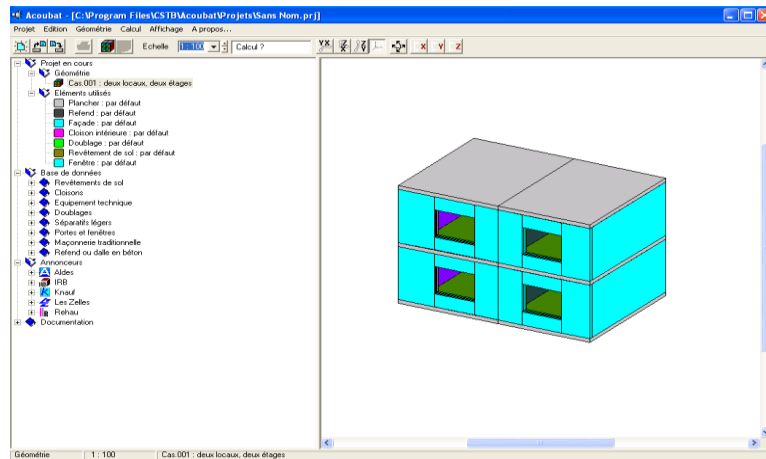 Acoubat - [C:\Program Files\CSTB\Acoubat\Projets\Sans Nom.prj]
Projet Edition Géométrie Calcul Affichage A propos...
Echelle 1 : 100 Calcul ? YX X Y Z
Projet en cours
Géométrie
Cas.001 : deux locaux, deux étages
Eléments utilisés
Plancher : par défaut
Refend : par défaut
Façade : par défaut
Cloison intérieure : par défaut
Doublage : par défaut
Revêtement de sol : par défaut
Fenêtre : par défaut
Base de données
Revêtements de sol
Cloisons
Equipement technique
Doublages
Séparatifs légers
Portes et fenêtres
Maçonnerie traditionnelle
Refend ou dalle en béton
Annonceurs
Aldes
IRB
Knauf
Les Zelles
Rehau
Documentation
Géométrie 1 : 100 Cas.001 : deux locaux, deux étages